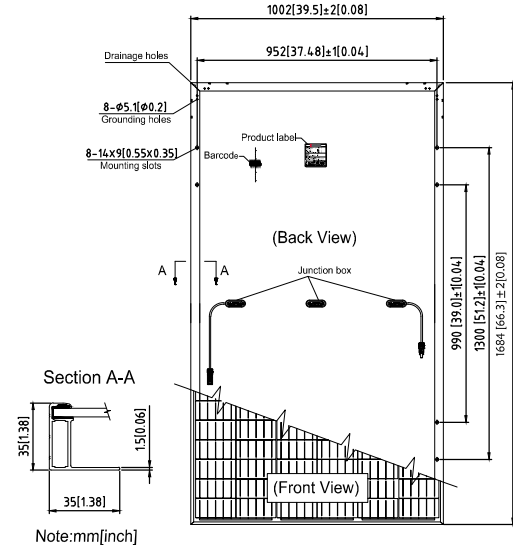 1002[39.5]±2[0.08]
952[37.48]±1[0.04]
Drainage holes
8-Φ5.1[Φ0.2]
Grounding holes
8-14x9[0.55x0.35]
Mounting slots
Product label
Barcode
(Back View)
A
A
Junction box
990 [39.0]±1[0.04]
1300 [51.2]±1[0.04]
1684 [66.3]±2[0.08]
Section A-A
35[1.38]
1.5[0.06]
35[1.38]
(Front View)
Note:mm[inch]